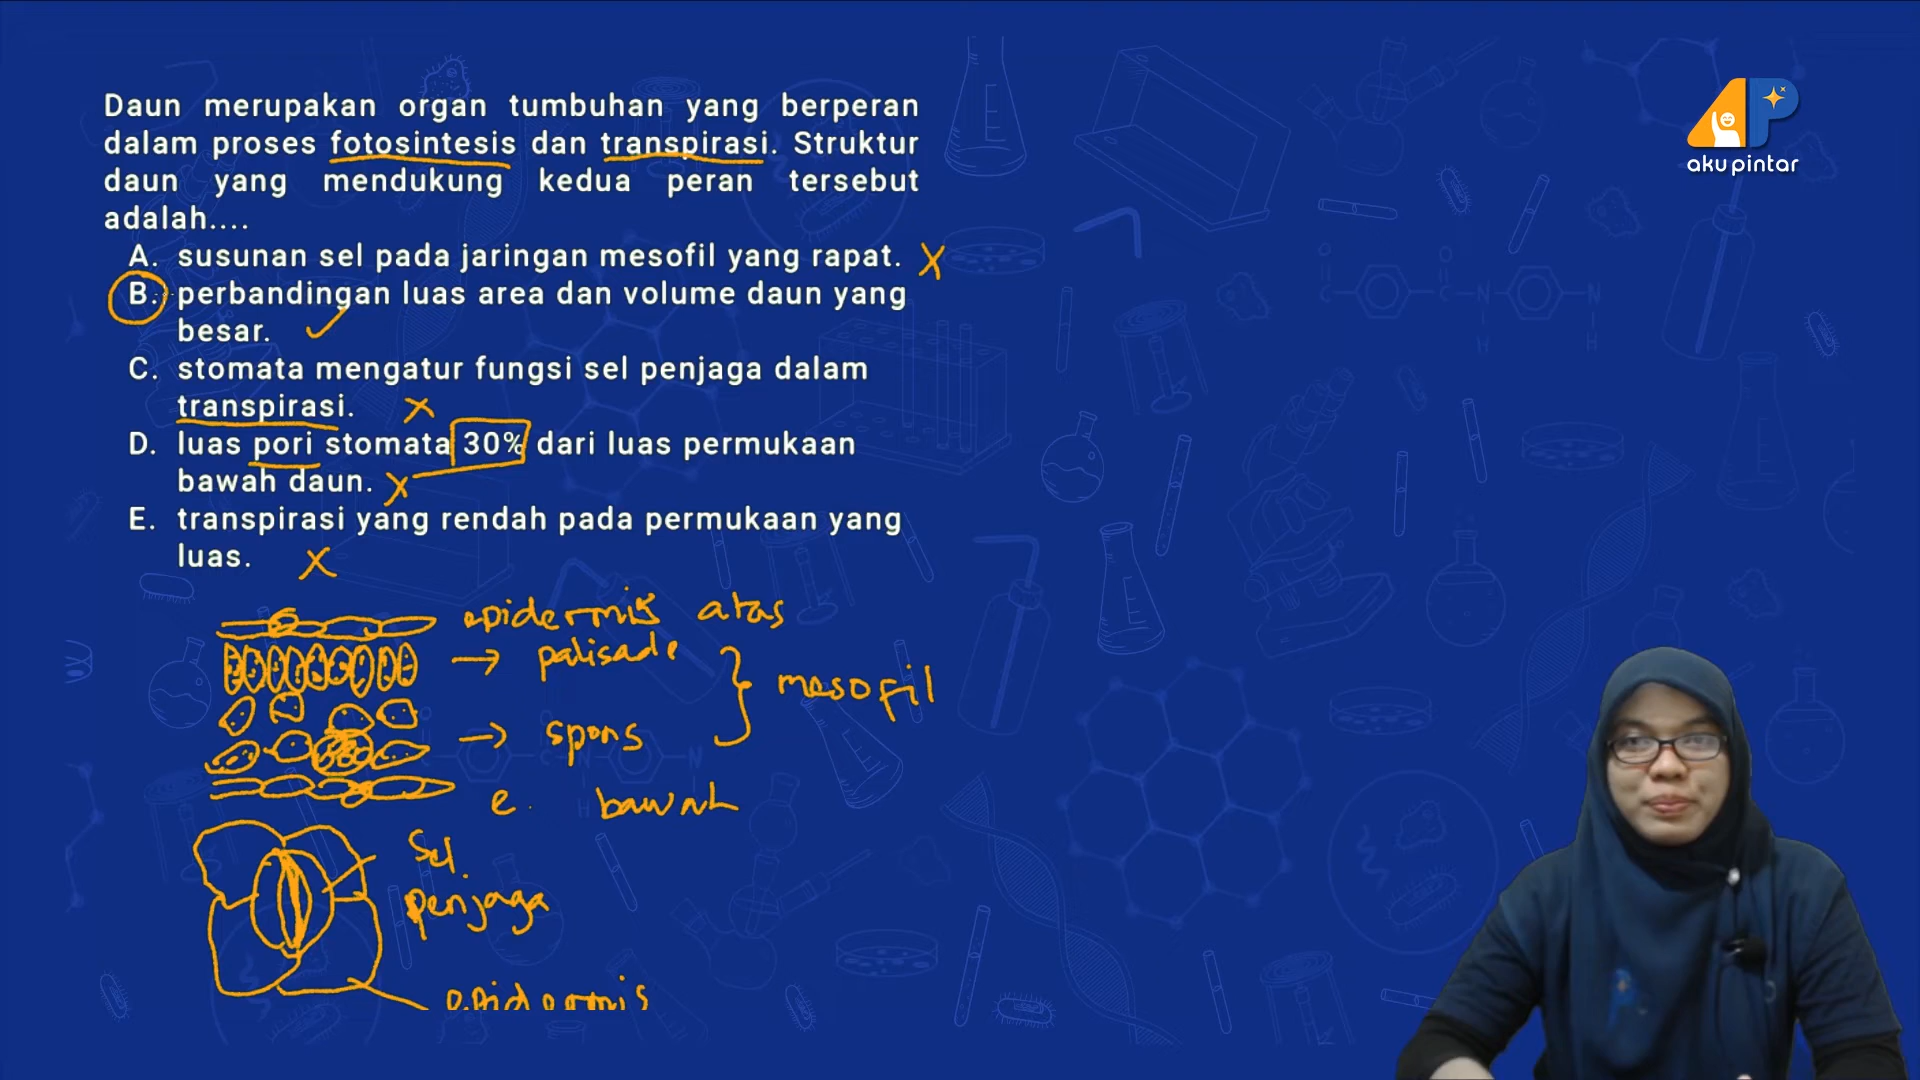 Daun merupakan organ tumbuhan yang berperan
dalam proses fotosintesis dan transpirasi. Struktur
daun yang mendukung kedua peran tersebut
adalah....
A. susunan sel pada jaringan mesofil yang rapat. X
B. perbandingan luas area dan volume daun yang
besar. ✓
C. stomata mengatur fungsi sel penjaga dalam
transpirasi. X
D. luas pori stomata 30% dari luas permukaan
bawah daun. X
E. transpirasi yang rendah pada permukaan yang
luas. X
epidermis atas
→ palisade
mesofil
→ spons
e. bawah
Sel.
penjaga
epidermis
akupintar